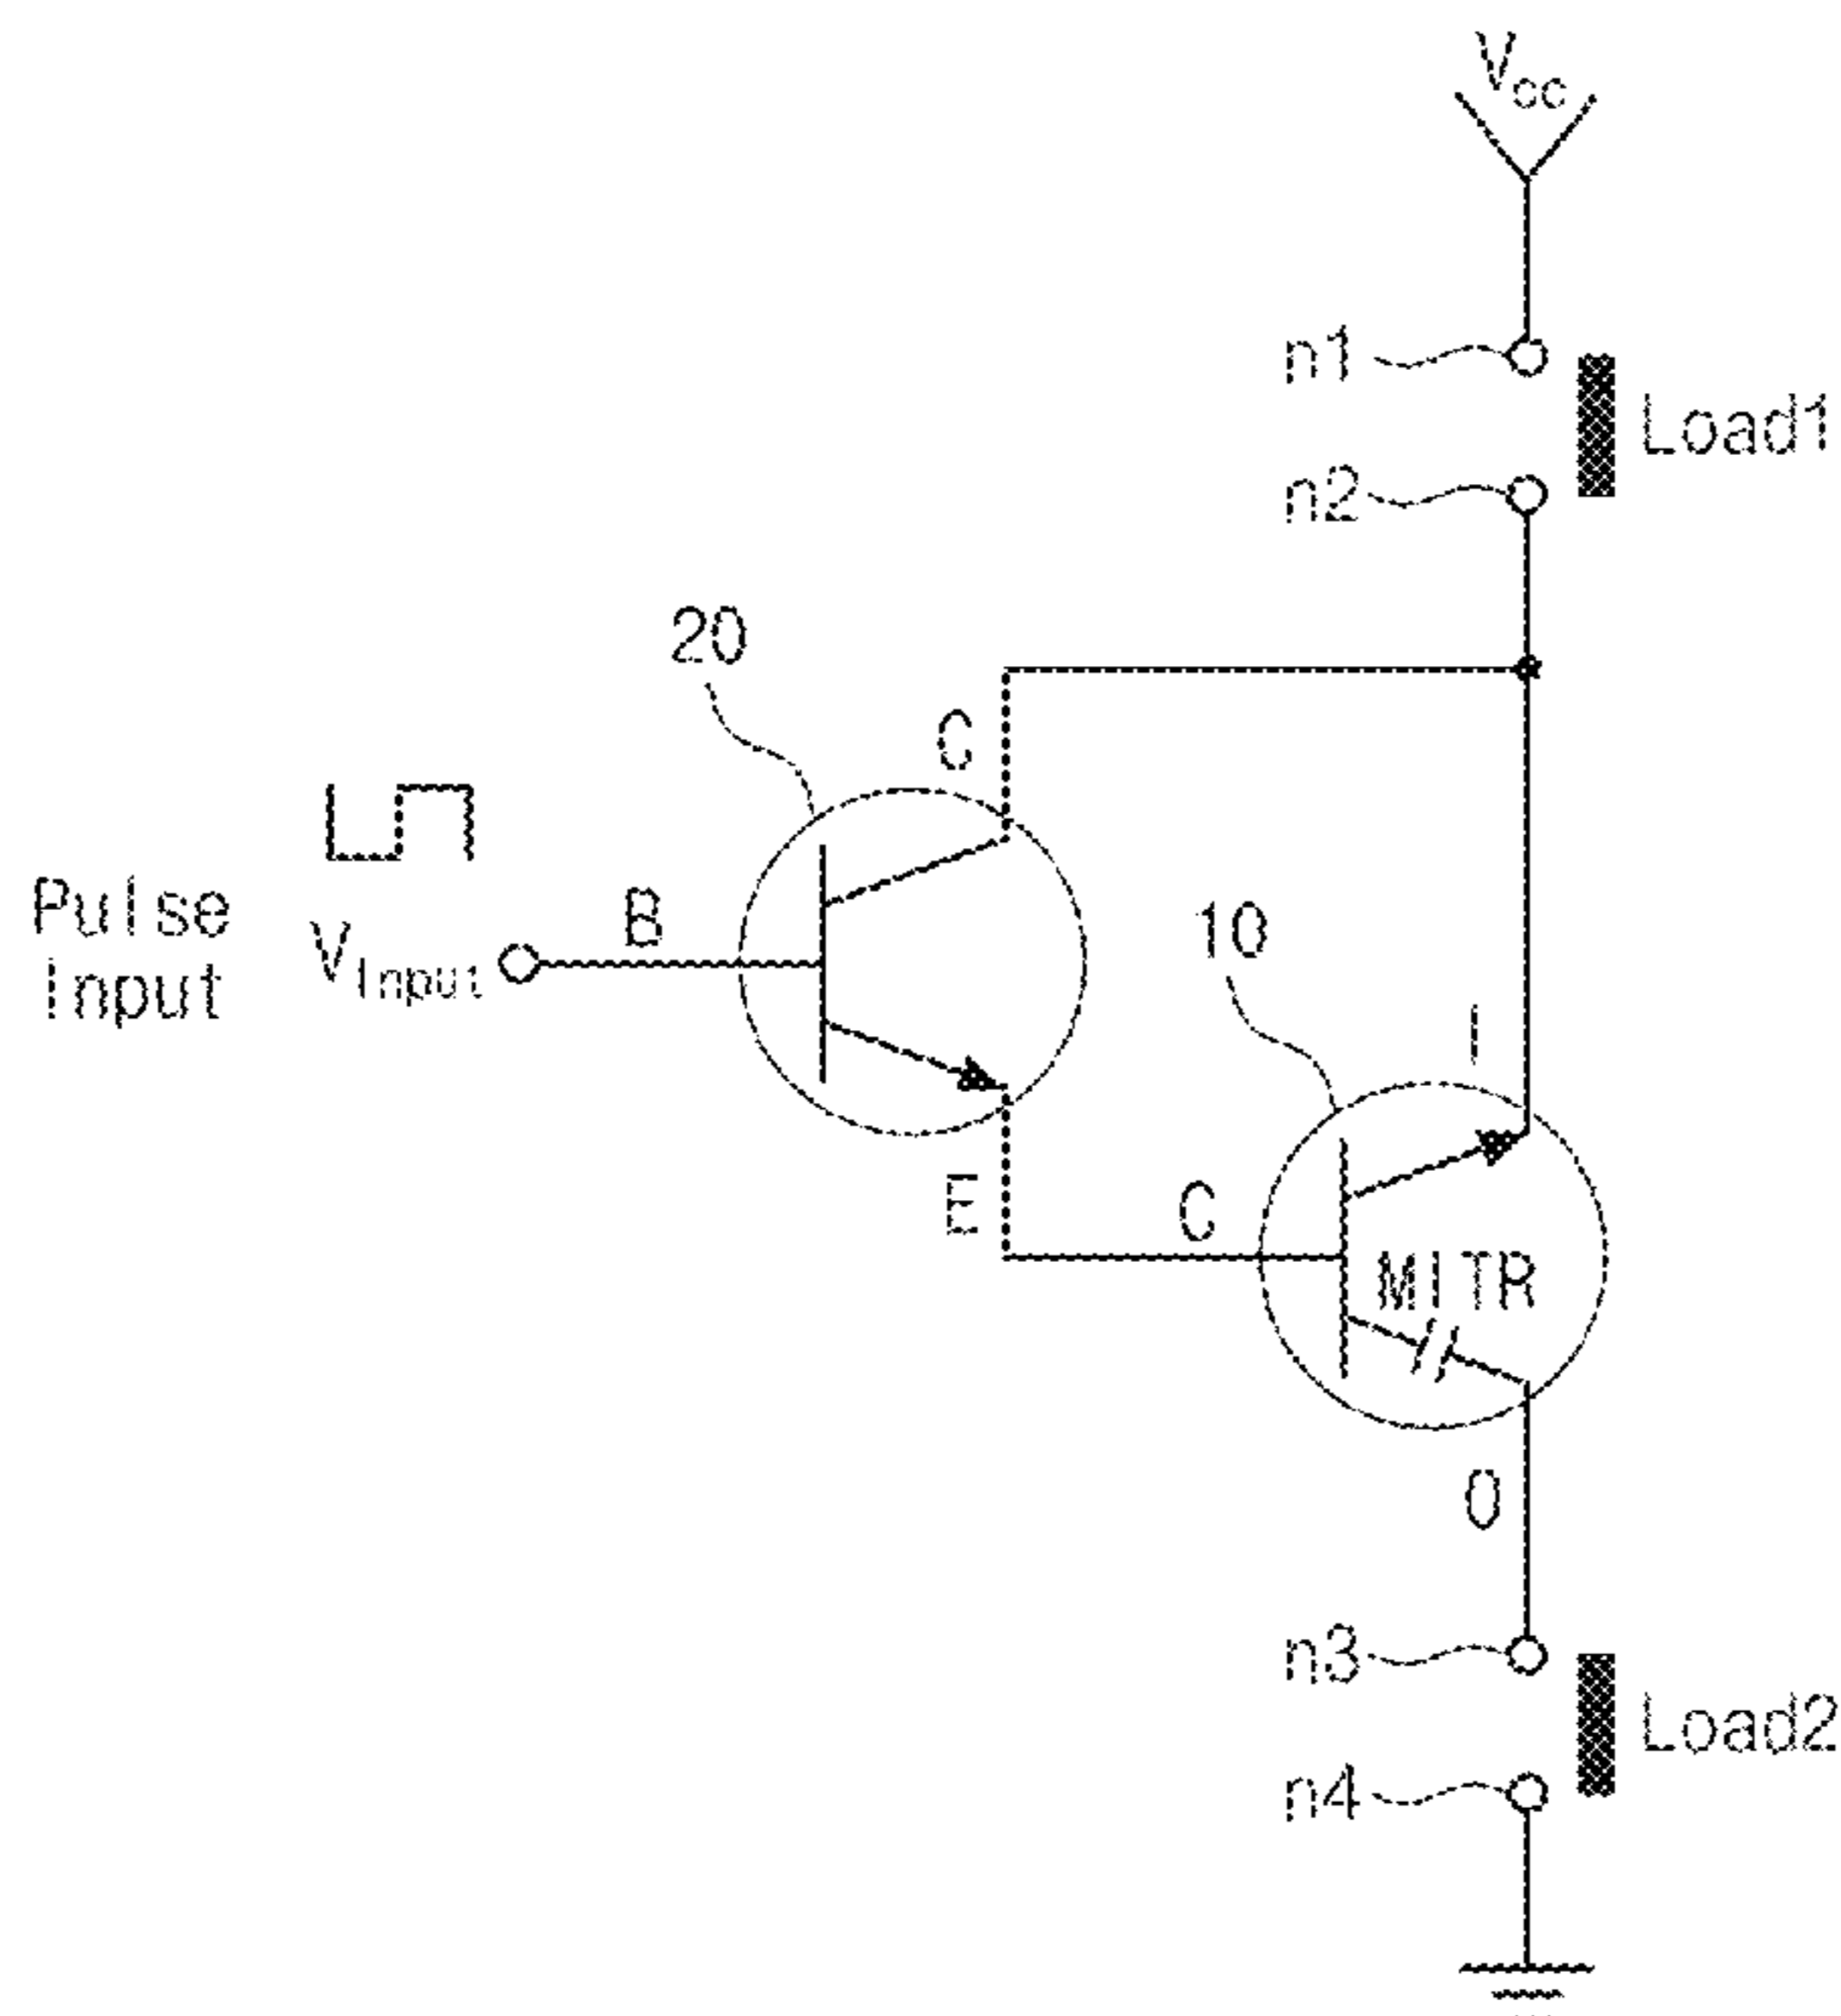 Vcc
n1
Load1
n2
20
C
Pulse
Input
VInput
B
10
I
E
C
MITR
O
n3
Load2
n4